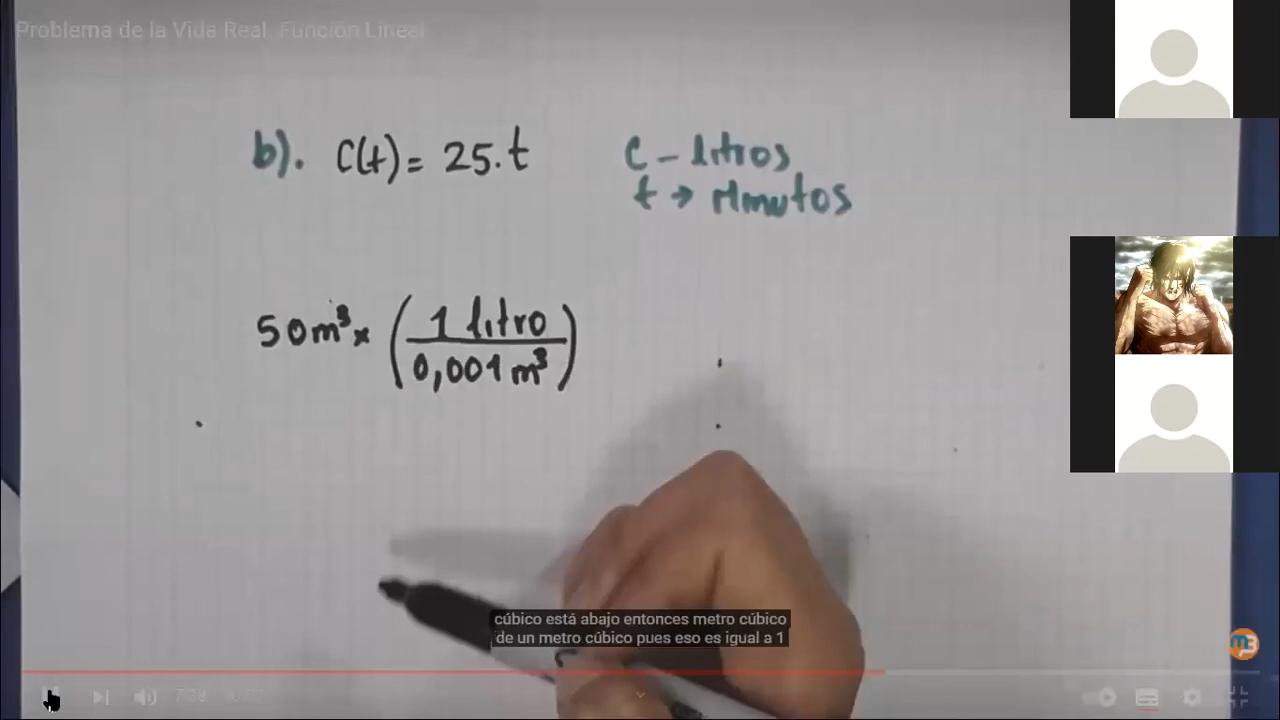 Problema de la Vida Real. Función Lineal
b). C(t) = 25.t
C - litros
t → Minutos
50m³ x (1 litro / 0,001 m³)
cúbico está abajo entonces metro cúbico
de un metro cúbico pues eso es igual a 1